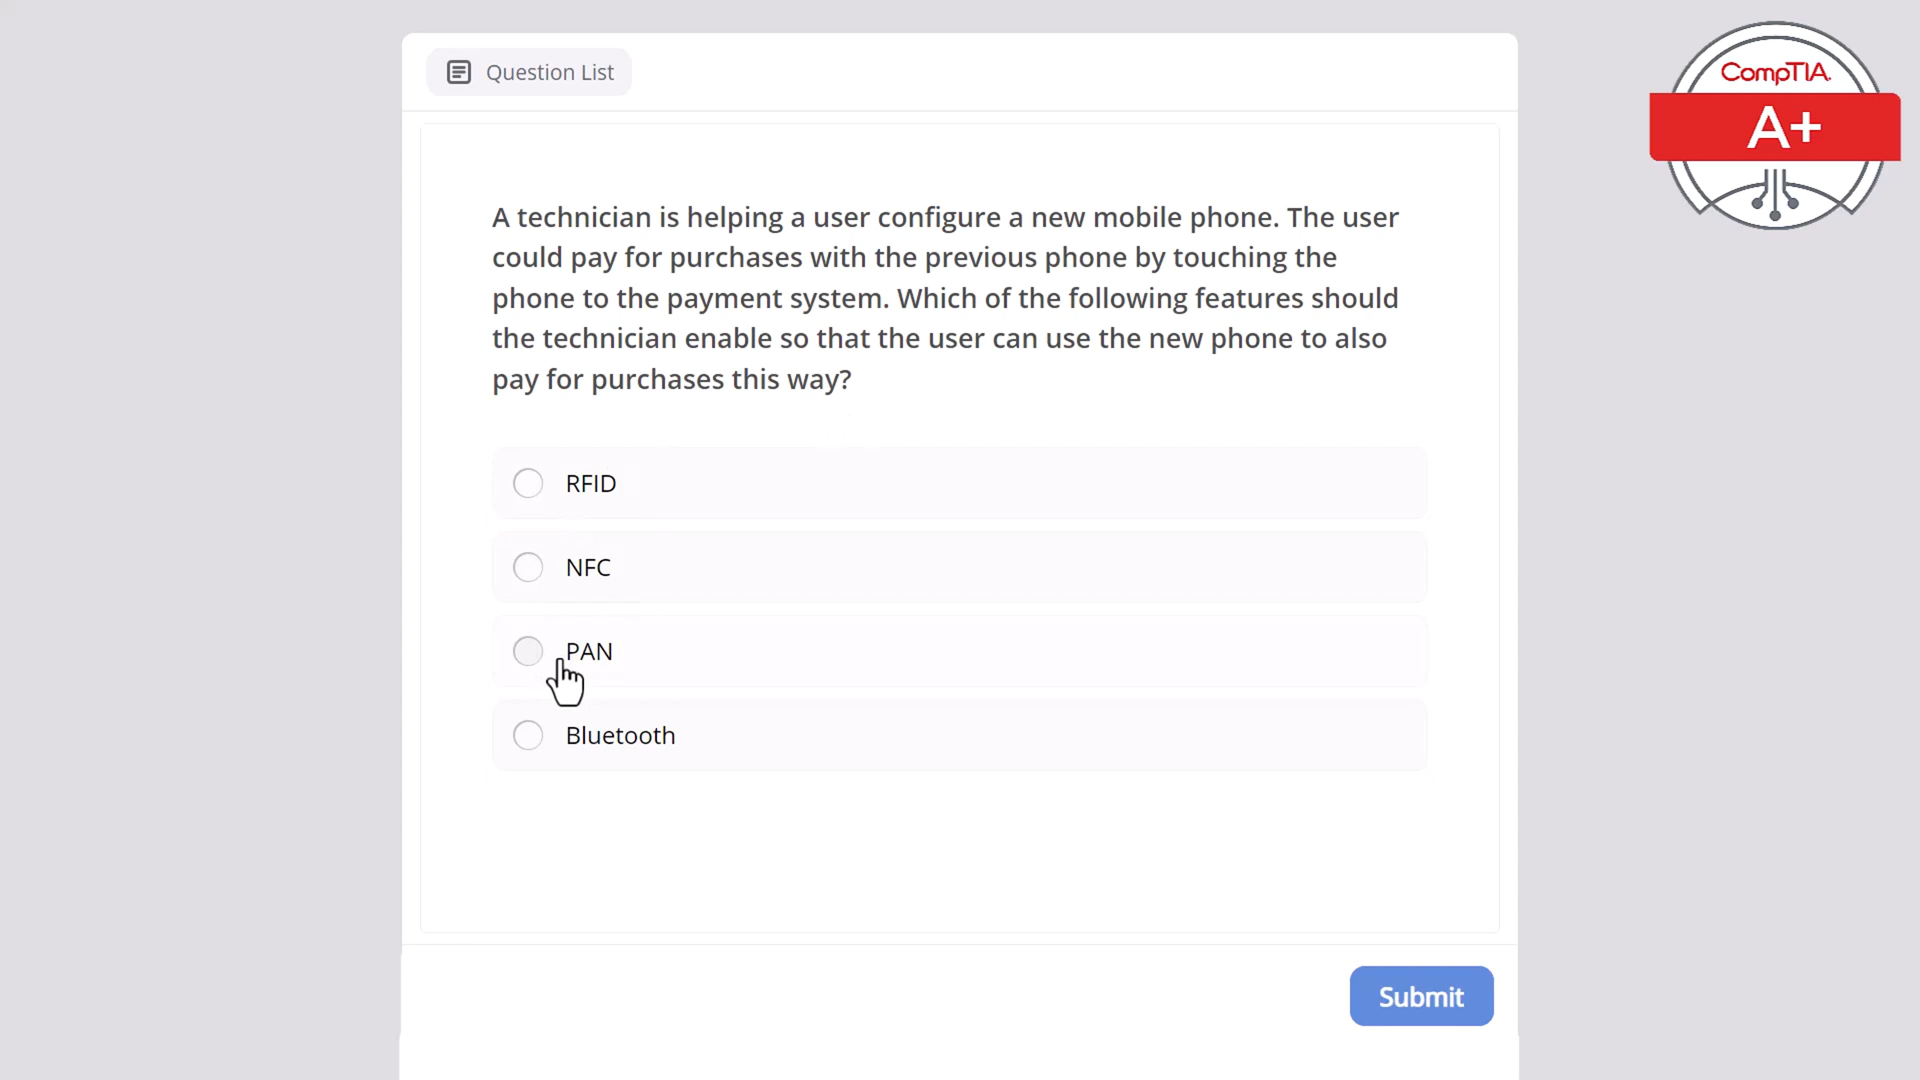 Question List
CompTIA.
A+
A technician is helping a user configure a new mobile phone. The user
could pay for purchases with the previous phone by touching the
phone to the payment system. Which of the following features should
the technician enable so that the user can use the new phone to also
pay for purchases this way?
RFID
NFC
PAN
Bluetooth
Submit